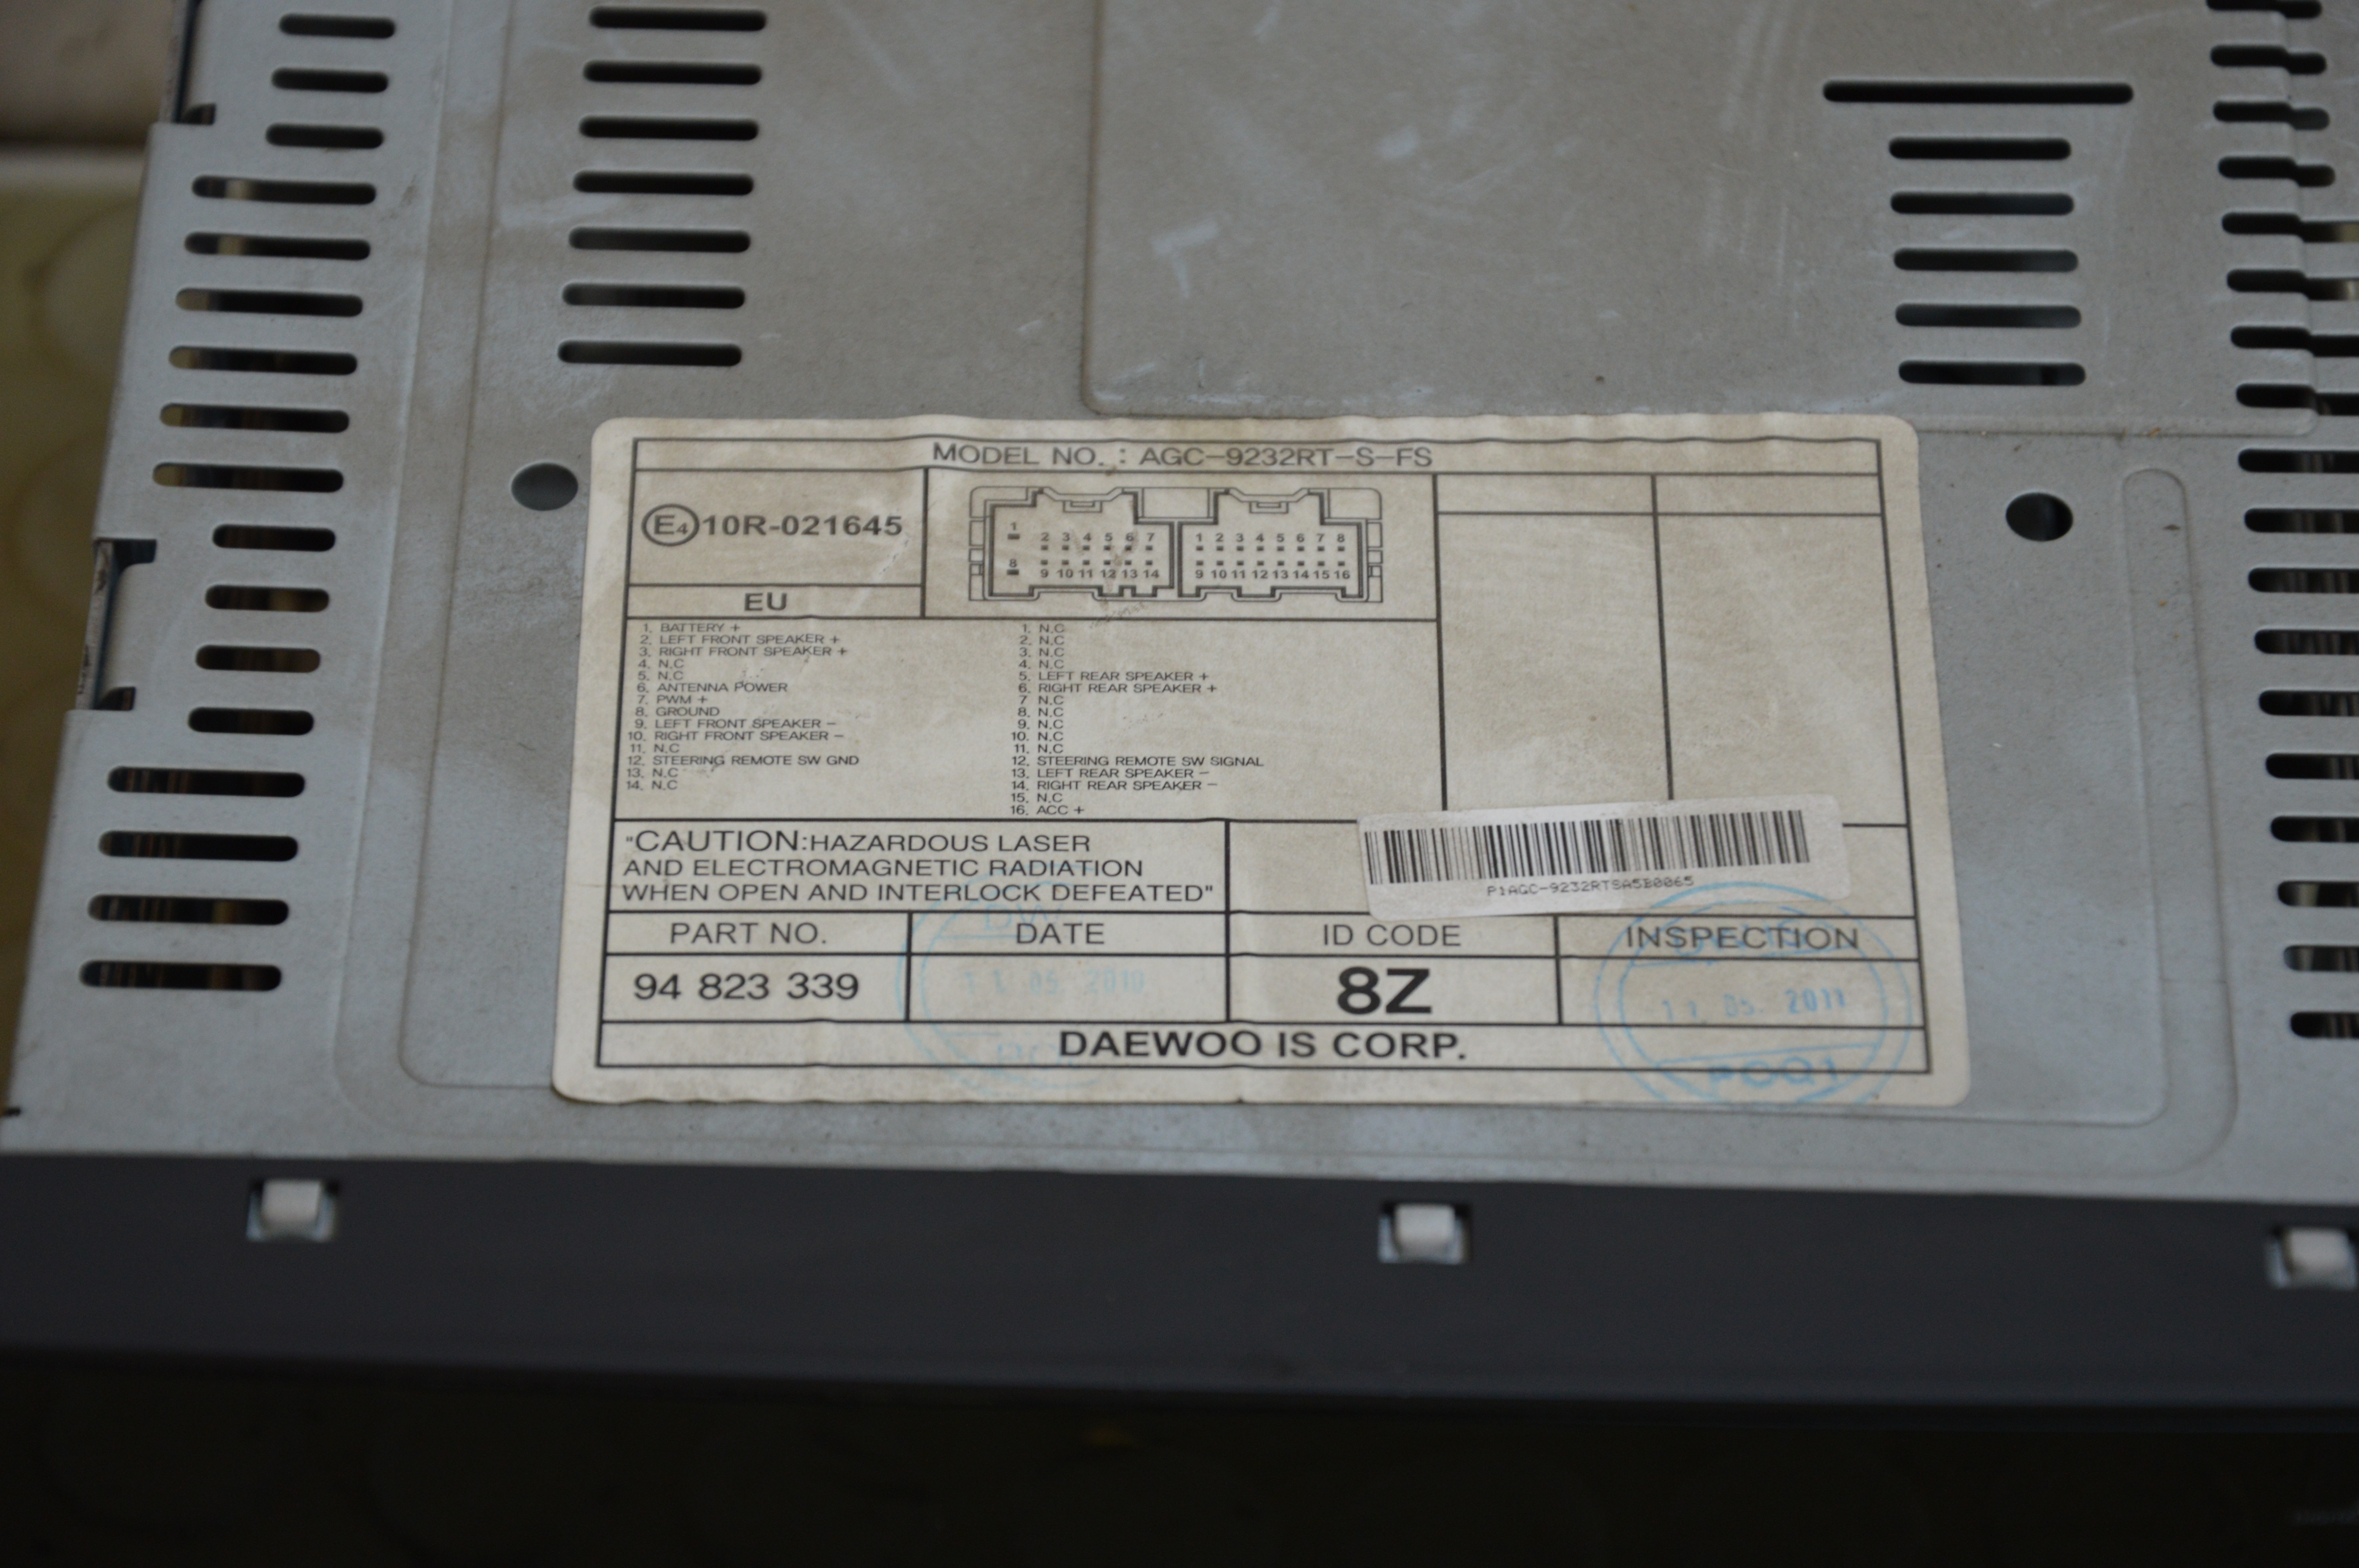 MODEL NO. : AGC-9232RT-S-FS
E4 10R-021645
EU
1 2 3 4 5 6 7
8 9 10 11 12 13 14
1 2 3 4 5 6 7 8
9 10 11 12 13 14 15 16
1. BATTERY +
2. LEFT FRONT SPEAKER +
3. RIGHT FRONT SPEAKER +
4. N.C
5. N.C
6. ANTENNA POWER
7. PWM +
8. GROUND
9. LEFT FRONT SPEAKER -
10. RIGHT FRONT SPEAKER -
11. N.C
12. STEERING REMOTE SW GND
13. N.C
14. N.C
1. N.C
2. N.C
3. N.C
4. N.C
5. LEFT REAR SPEAKER +
6. RIGHT REAR SPEAKER +
7. N.C
8. N.C
9. N.C
10. N.C
11. N.C
12. STEERING REMOTE SW SIGNAL
13. LEFT REAR SPEAKER -
14. RIGHT REAR SPEAKER -
15. N.C
16. ACC +
"CAUTION:HAZARDOUS LASER
AND ELECTROMAGNETIC RADIATION
WHEN OPEN AND INTERLOCK DEFEATED"
P1AGC-9232RTSA5B0065
PART NO. DATE ID CODE INSPECTION
94 823 339 8Z
11. 05. 2011
PCQ1
DAEWOO IS CORP.